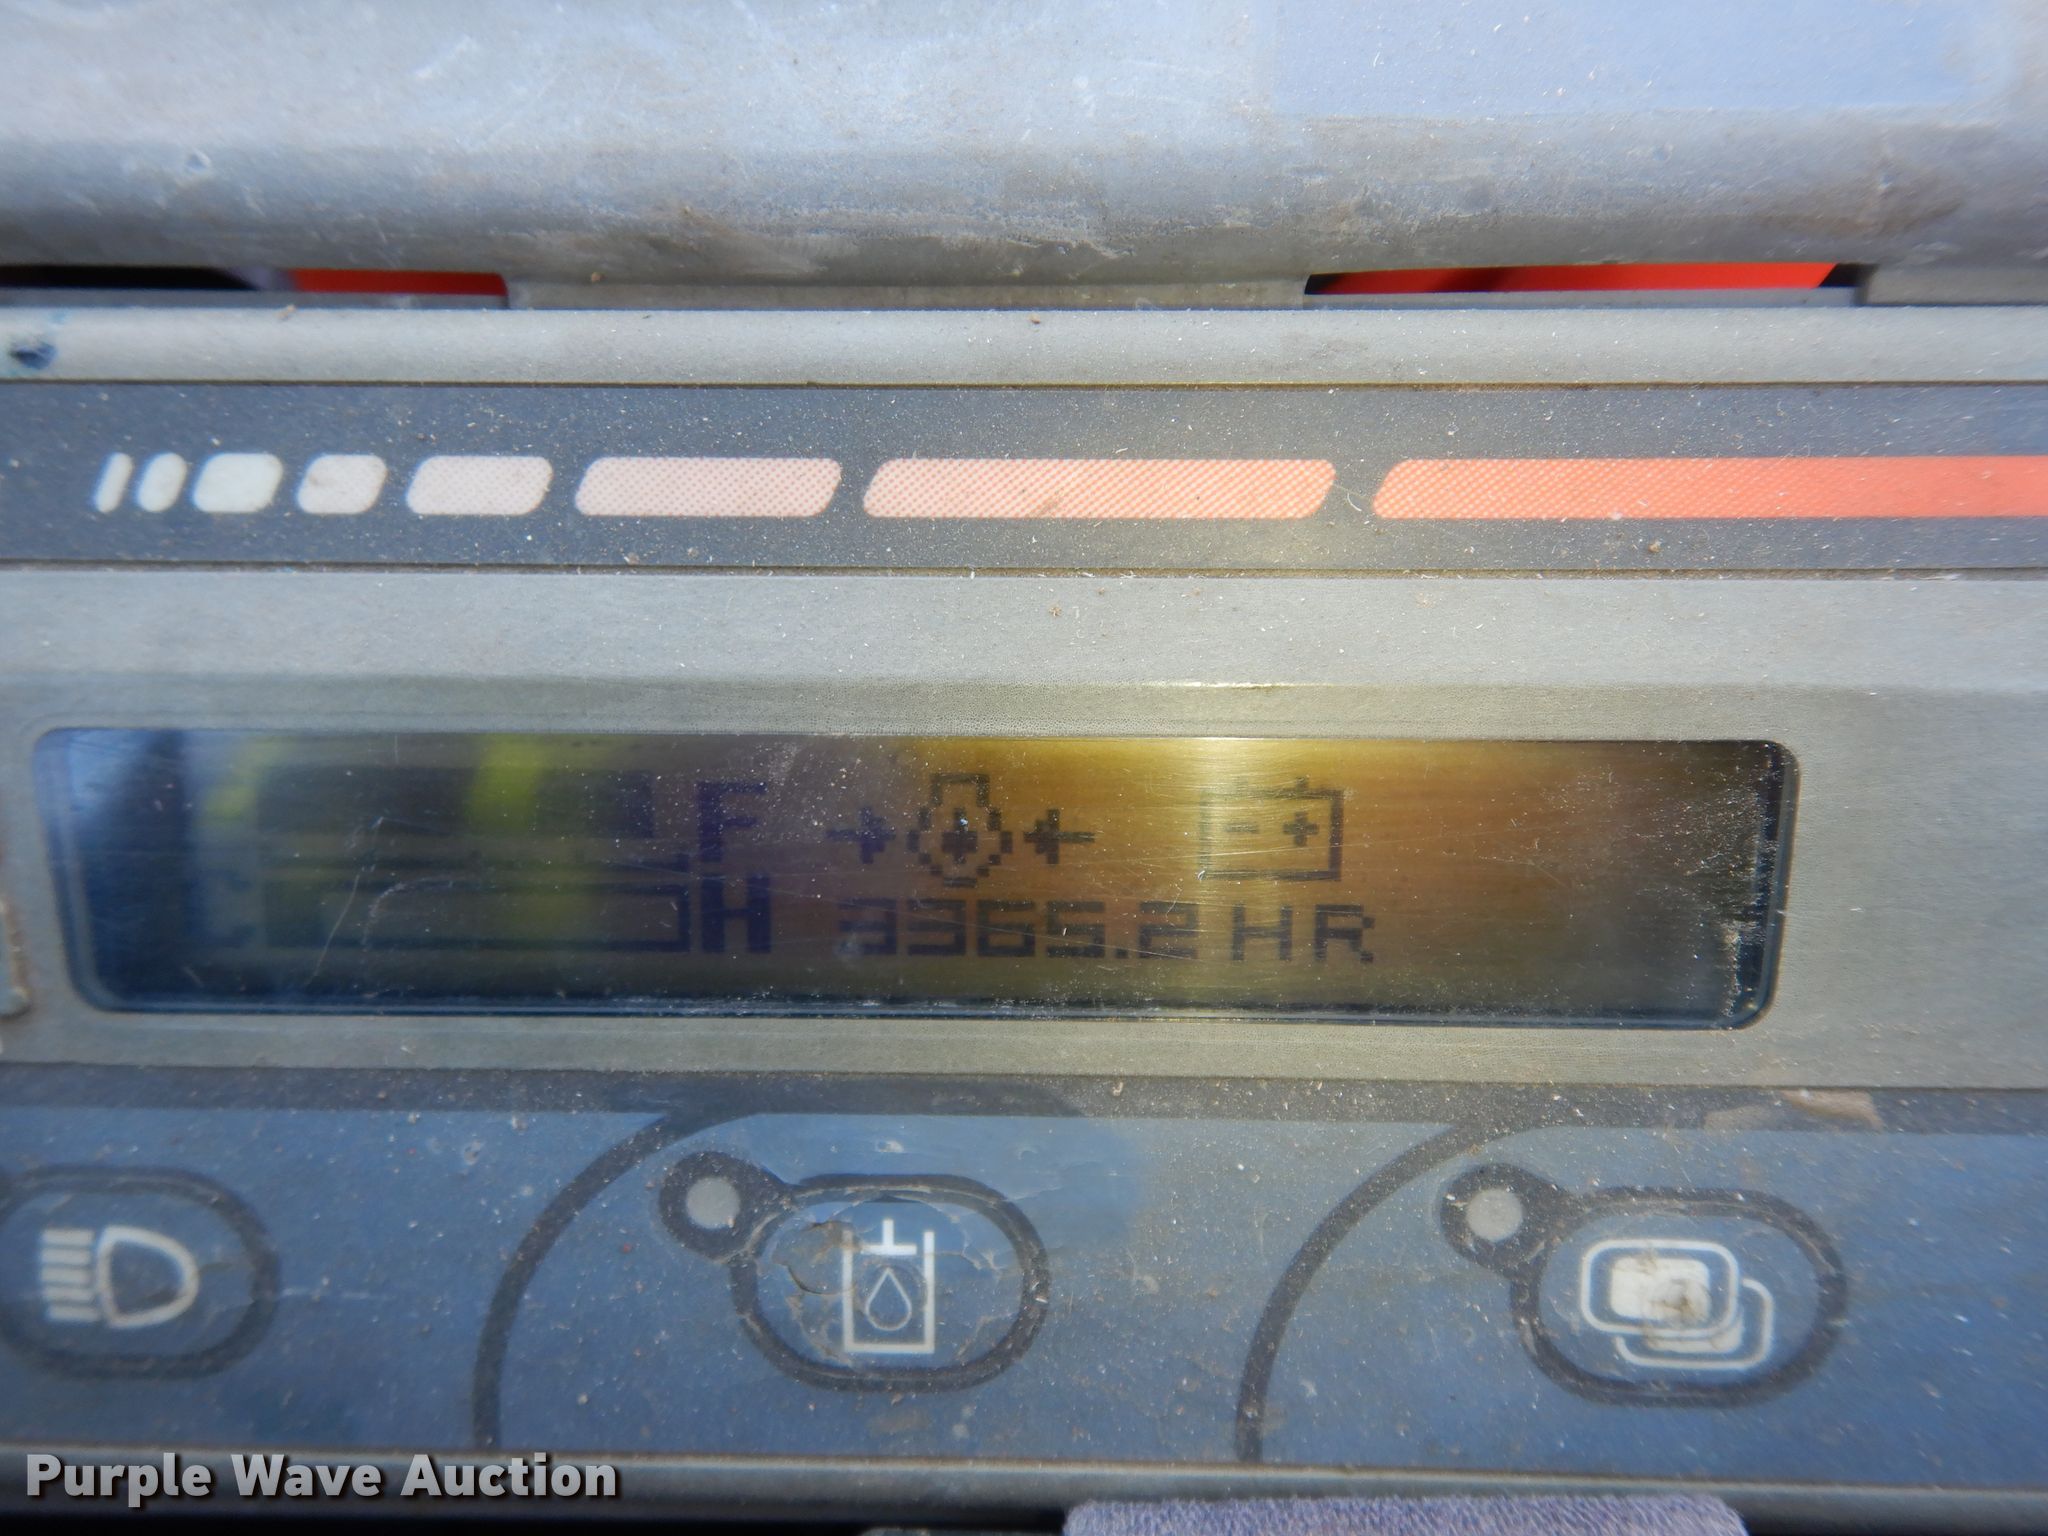 F
H 3365.2 HR
Purple Wave Auction